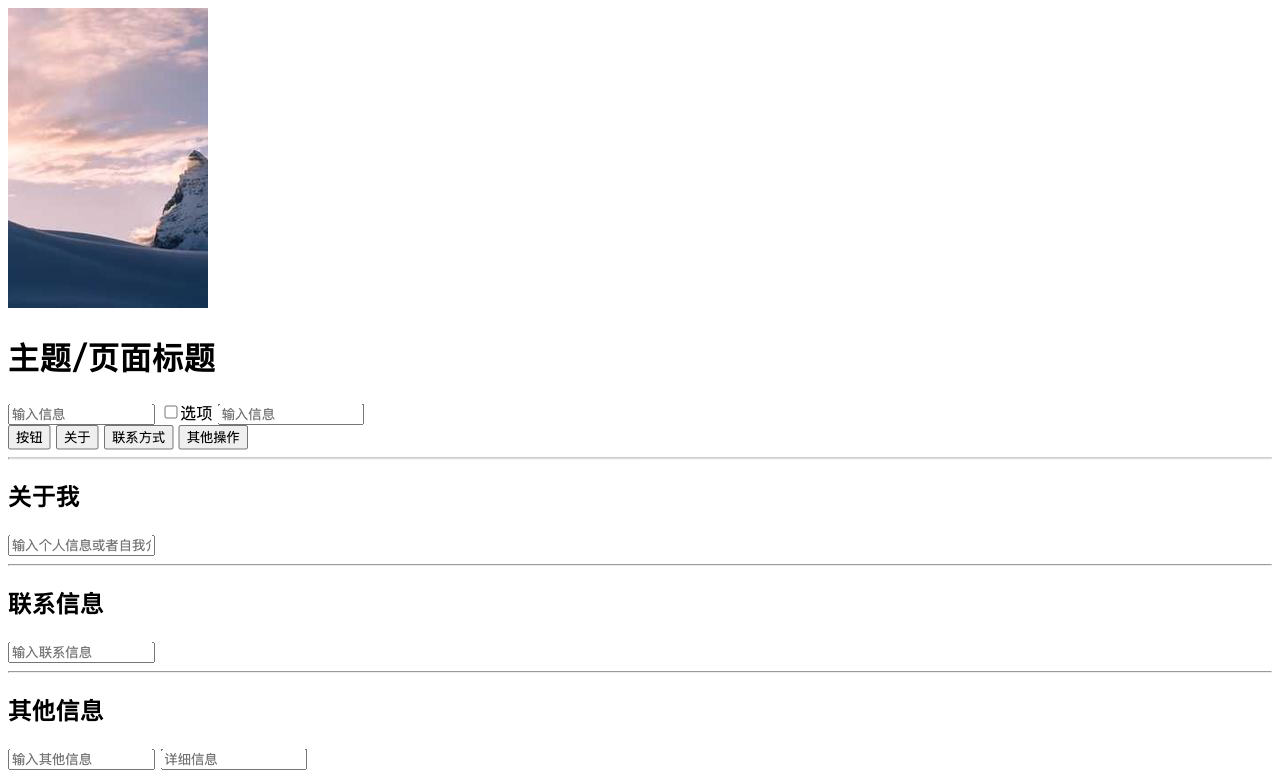 主题/页面标题
输入信息 选项 输入信息
按钮 关于 联系方式 其他操作
关于我
输入个人信息或者自我
联系信息
输入联系信息
其他信息
输入其他信息 详细信息